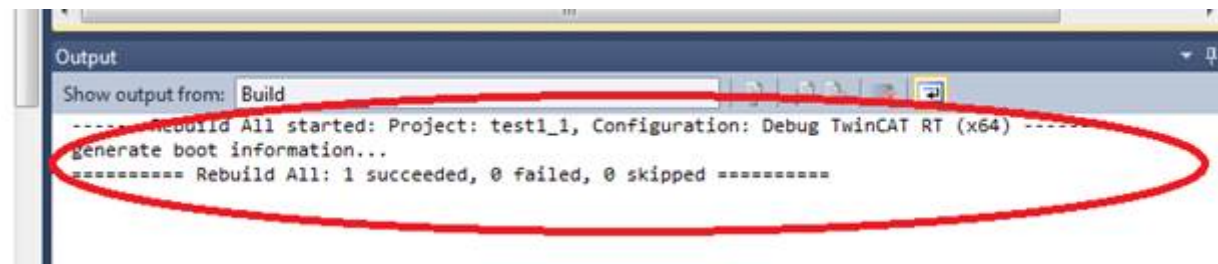 Output
Show output from: Build
------ Rebuild All started: Project: test1_1, Configuration: Debug TwinCAT RT (x64) ------
generate boot information...
========== Rebuild All: 1 succeeded, 0 failed, 0 skipped ==========